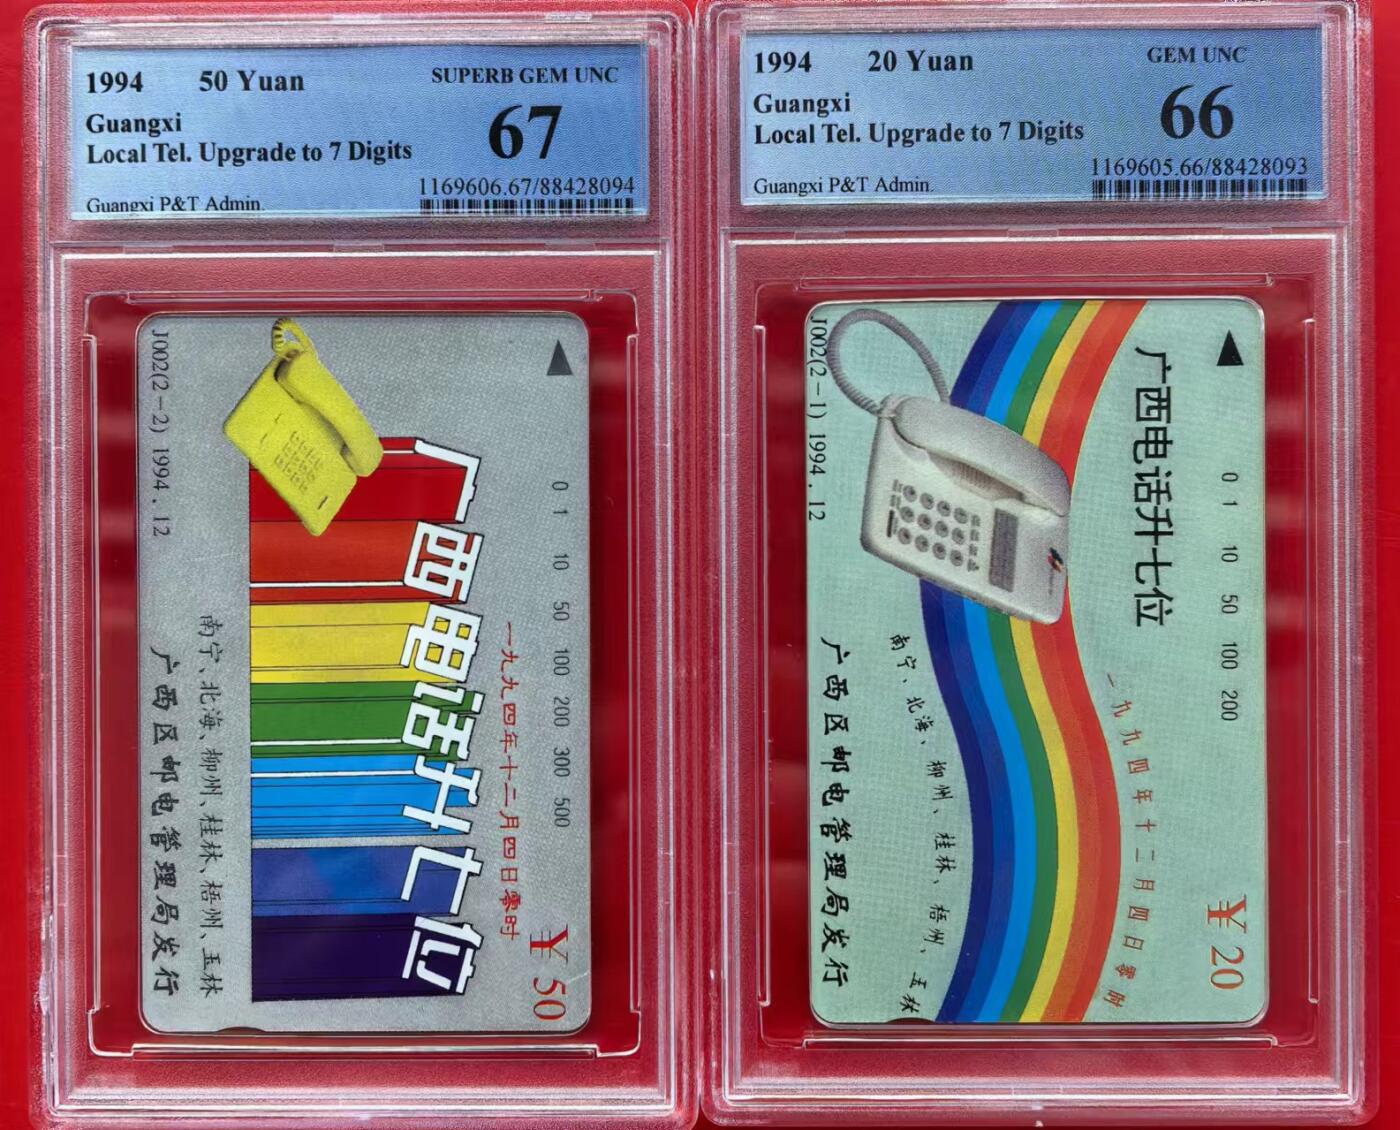 1994 50 Yuan
SUPERB GEM UNC
Guangxi
67
Local Tel. Upgrade to 7 Digits
1169606.67/88428094
Guangxi P&T Admin.
J002(2-2) 1994.12
广西电话升七位
0 1 10 50 100 200 300 500
一九九四年十二月四日零时
¥50
南宁、北海、柳州、桂林、梧州、玉林
广西区邮电管理局发行
1994 20 Yuan
GEM UNC
Guangxi
66
Local Tel. Upgrade to 7 Digits
1169605.66/88428093
Guangxi P&T Admin.
J002(2-1) 1994.12
广西电话升七位
0 1 10 50 100 200
一九九四年十二月四日零时
¥20
南宁、北海、柳州、桂林、梧州、玉林
广西区邮电管理局发行